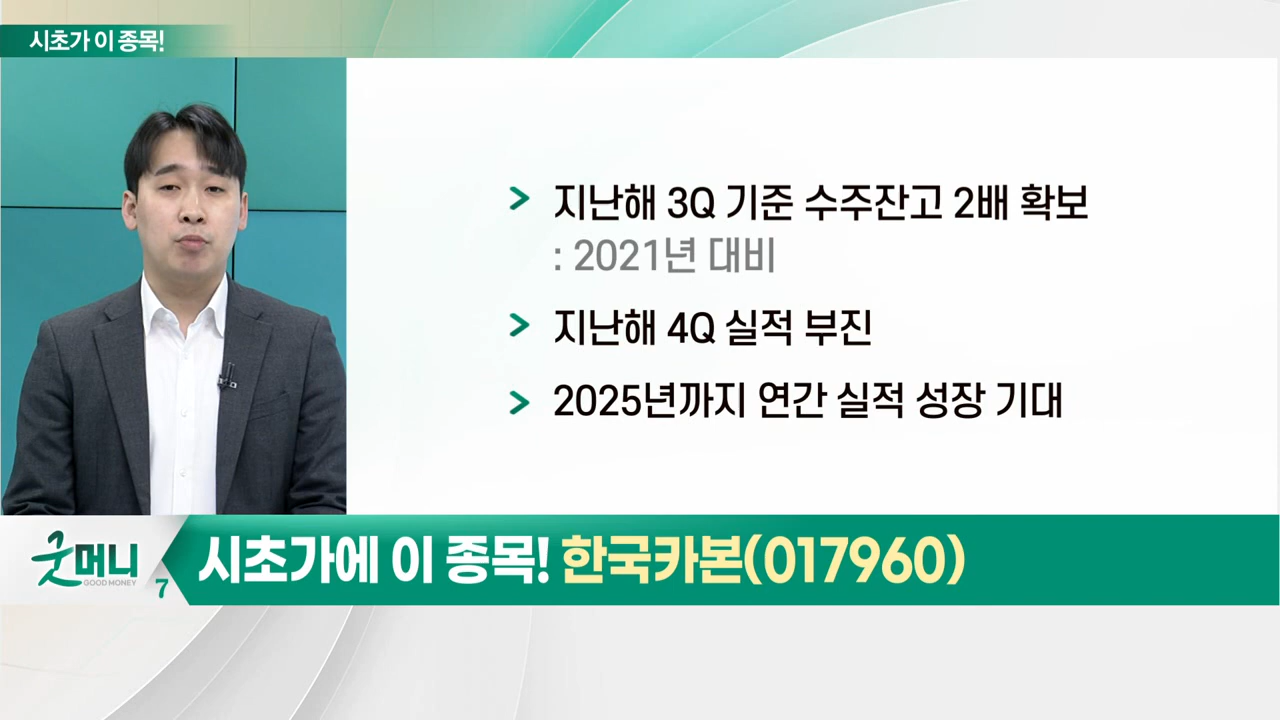 시초가 이 종목!
지난해 3Q 기준 수주잔고 2배 확보
: 2021년 대비
지난해 4Q 실적 부진
2025년까지 연간 실적 성장 기대
굿머니
GOOD MONEY
7
시초가에 이 종목! 한국카본(017960)